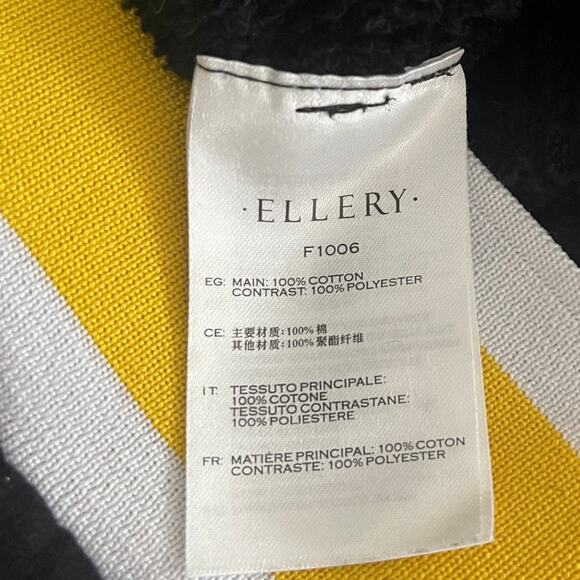 ·ELLERY·
F1006
EG: MAIN: 100% COTTON
CONTRAST: 100% POLYESTER
CE: 主要材质:100% 棉
其他材质:100% 聚酯纤维
IT: TESSUTO PRINCIPALE:
100% COTONE
TESSUTO CONTRASTANE:
100% POLIESTERE
FR: MATIÉRE PRINCIPAL: 100% COTON
CONTRASTE: 100% POLYESTER